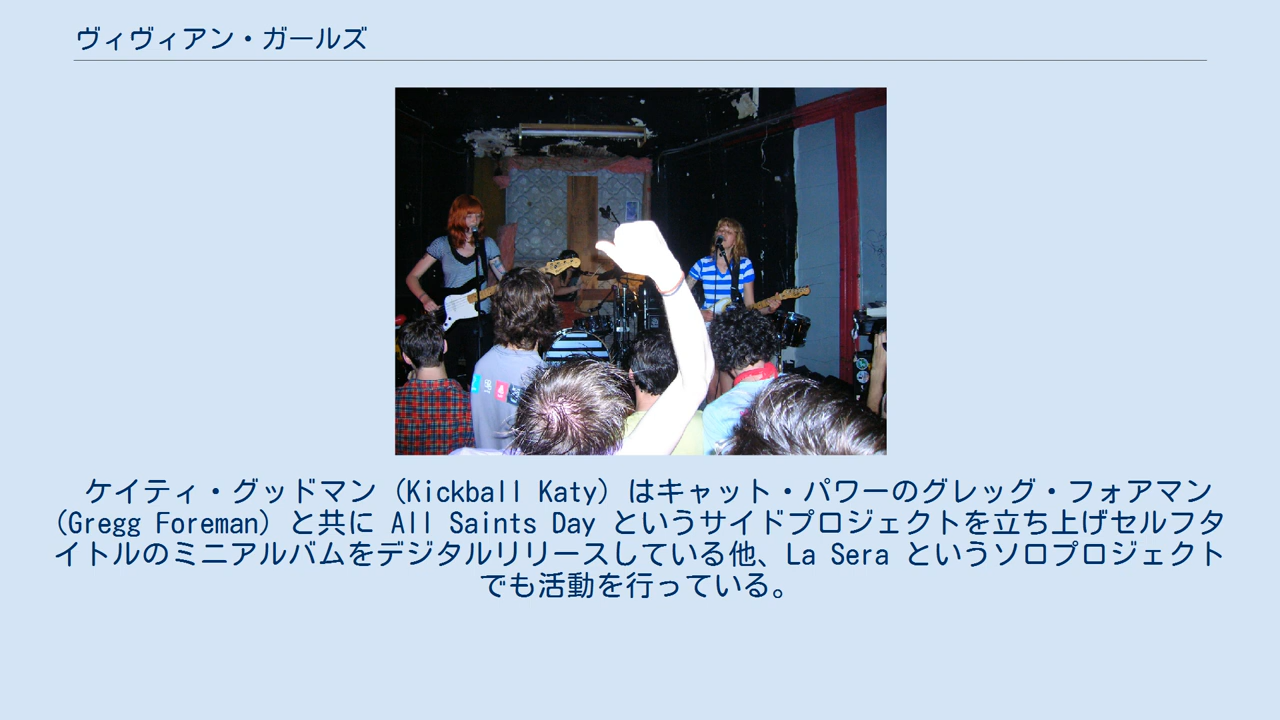 ヴィヴィアン・ガールズ
ケイティ・グッドマン (Kickball Katy) はキャット・パワーのグレッグ・フォアマン
(Gregg Foreman) と共に All Saints Day というサイドプロジェクトを立ち上げセルフタ
イトルのミニアルバムをデジタルリリースしている他、La Sera というソロプロジェクト
でも活動を行っている。